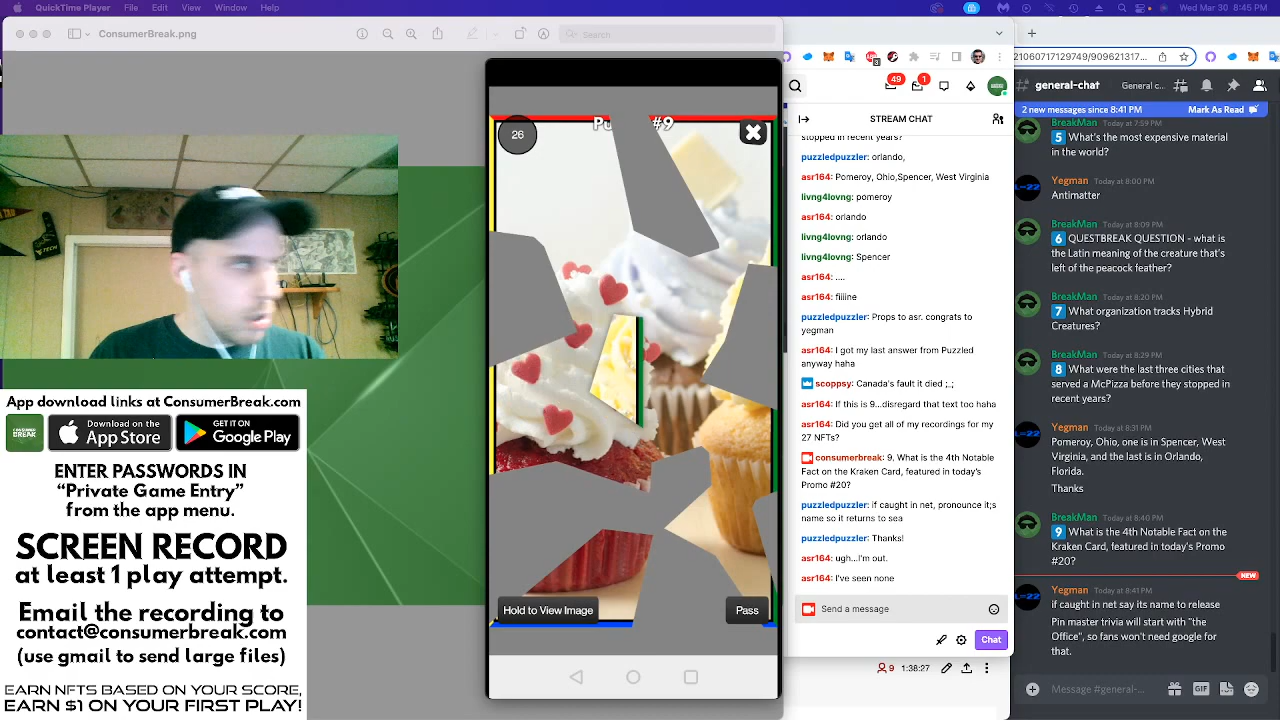 QuickTime Player File Edit View Window Help
Wed Mar 30 8:45 PM
ConsumerBreak.png
Search
21060717129749/909621317...
26
#9
Hold to View Image
Pass
App download links at ConsumerBreak.com
CONSUMER BREAK
Download on the App Store
GET IT ON Google Play
ENTER PASSWORDS IN
“Private Game Entry”
from the app menu.
SCREEN RECORD
at least 1 play attempt.
Email the recording to
contact@consumerbreak.com
(use gmail to send large files)
EARN NFTS BASED ON YOUR SCORE,
EARN $1 ON YOUR FIRST PLAY!
49
1
STREAM CHAT
stopped in recent years?
puzzledpuzzler: orlando,
asr164: Pomeroy, Ohio,Spencer, West Virginia
livng4lovng: pomeroy
asr164: orlando
livng4lovng: orlando
livng4lovng: Spencer
asr164: ....
asr164: fiiiine
puzzledpuzzler: Props to asr. congrats to
yegman
asr164: I got my last answer from Puzzled
anyway haha
scoppsy: Canada's fault it died ;_;
asr164: If this is 9...disregard that text too haha
asr164: Did you get all of my recordings for my
27 NFTs?
consumerbreak: 9. What is the 4th Notable
Fact on the Kraken Card, featured in today's
Promo #20?
puzzledpuzzler: if caught in net, pronounce it;s
name so it returns to sea
puzzledpuzzler: Thanks!
asr164: ugh...I'm out.
asr164: I've seen none
Send a message
Chat
9 1:38:27
general-chat
General c...
2 new messages since 8:41 PM Mark As Read
BreakMan Today at 7:59 PM
5 What's the most expensive material
in the world?
Yegman Today at 8:00 PM
Antimatter
BreakMan Today at 8:09 PM
6 QUESTBREAK QUESTION - what is
the Latin meaning of the creature that's
left of the peacock feather?
BreakMan Today at 8:20 PM
7 What organization tracks Hybrid
Creatures?
BreakMan Today at 8:29 PM
8 What were the last three cities that
served a McPizza before they stopped in
recent years?
Yegman Today at 8:31 PM
Pomeroy, Ohio, one is in Spencer, West
Virginia, and the last is in Orlando,
Florida.
Thanks
BreakMan Today at 8:40 PM
9 What is the 4th Notable Fact on the
Kraken Card, featured in today's Promo
#20?
NEW
Yegman Today at 8:41 PM
if caught in net say its name to release
Pin master trivia will start with "the
Office", so fans won't need google for
that.
Message #general-...
GIF